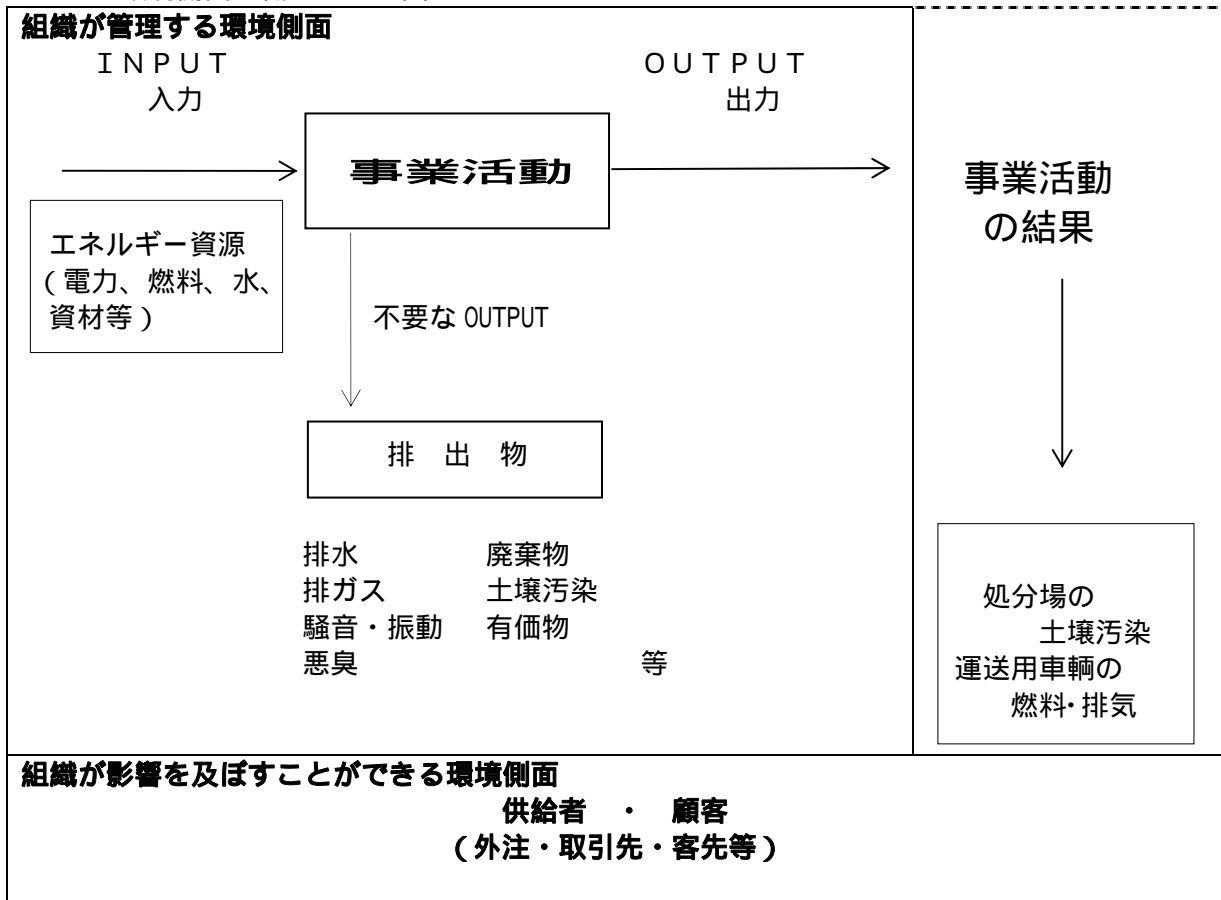 組織が管理する環境側面
ＩＮＰＵＴ
入力
ＯＵＴＰＵＴ
出力
事業活動
エネルギー資源
（電力、燃料、水、
資材等）
不要な OUTPUT
排 出 物
排水 廃棄物
排ガス 土壌汚染
騒音・振動 有価物
悪臭 等
事業活動
の結果
処分場の
土壌汚染
運送用車輌の
燃料・排気
組織が影響を及ぼすことができる環境側面
供給者 ・ 顧客
（外注・取引先・客先等）